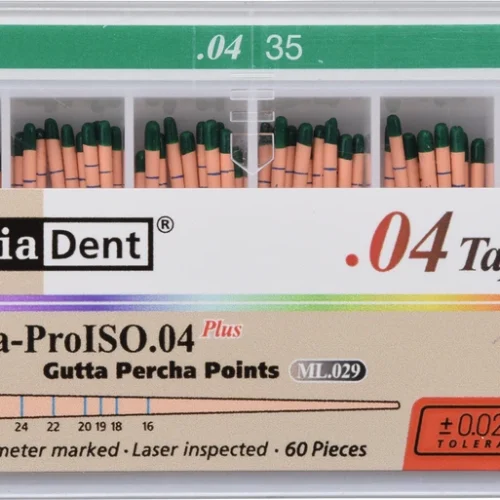 .04 35
iaDent®
.04 Ta
a-ProISO.04 Plus
Gutta Percha Points ML.029
24 22 20 19 18 16
meter marked · Laser inspected · 60 Pieces
± 0.02
TOLERA